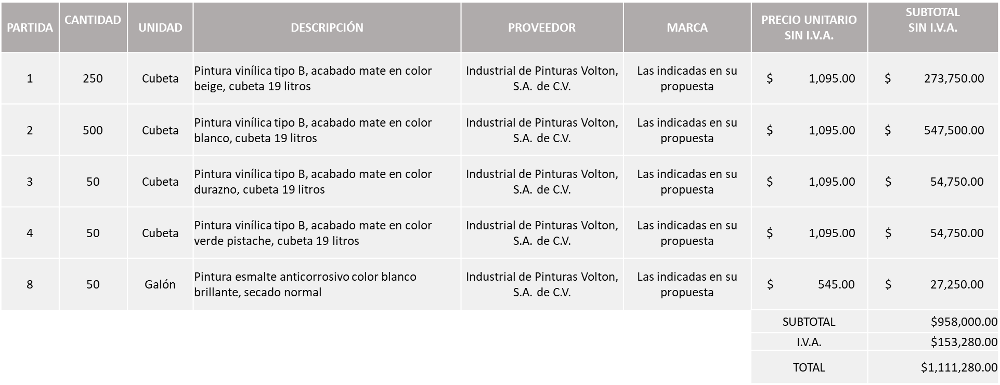 PARTIDA CANTIDAD UNIDAD DESCRIPCIÓN PROVEEDOR MARCA PRECIO UNITARIO SUBTOTAL
SIN I.V.A. SIN I.V.A.
1 250 Cubeta Pintura vinílica tipo B, acabado mate en color Industrial de Pinturas Volton, Las indicadas en su $ 1,095.00 $ 273,750.00
beige, cubeta 19 litros S.A. de C.V. propuesta
2 500 Cubeta Pintura vinílica tipo B, acabado mate en color Industrial de Pinturas Volton, Las indicadas en su $ 1,095.00 $ 547,500.00
blanco, cubeta 19 litros S.A. de C.V. propuesta
3 50 Cubeta Pintura vinílica tipo B, acabado mate en color Industrial de Pinturas Volton, Las indicadas en su $ 1,095.00 $ 54,750.00
durazno, cubeta 19 litros S.A. de C.V. propuesta
4 50 Cubeta Pintura vinílica tipo B, acabado mate en color Industrial de Pinturas Volton, Las indicadas en su $ 1,095.00 $ 54,750.00
verde pistache, cubeta 19 litros S.A. de C.V. propuesta
8 50 Galón Pintura esmalte anticorrosivo color blanco Industrial de Pinturas Volton, Las indicadas en su $ 545.00 $ 27,250.00
brillante, secado normal S.A. de C.V. propuesta
SUBTOTAL $958,000.00
I.V.A. $153,280.00
TOTAL $1,111,280.00